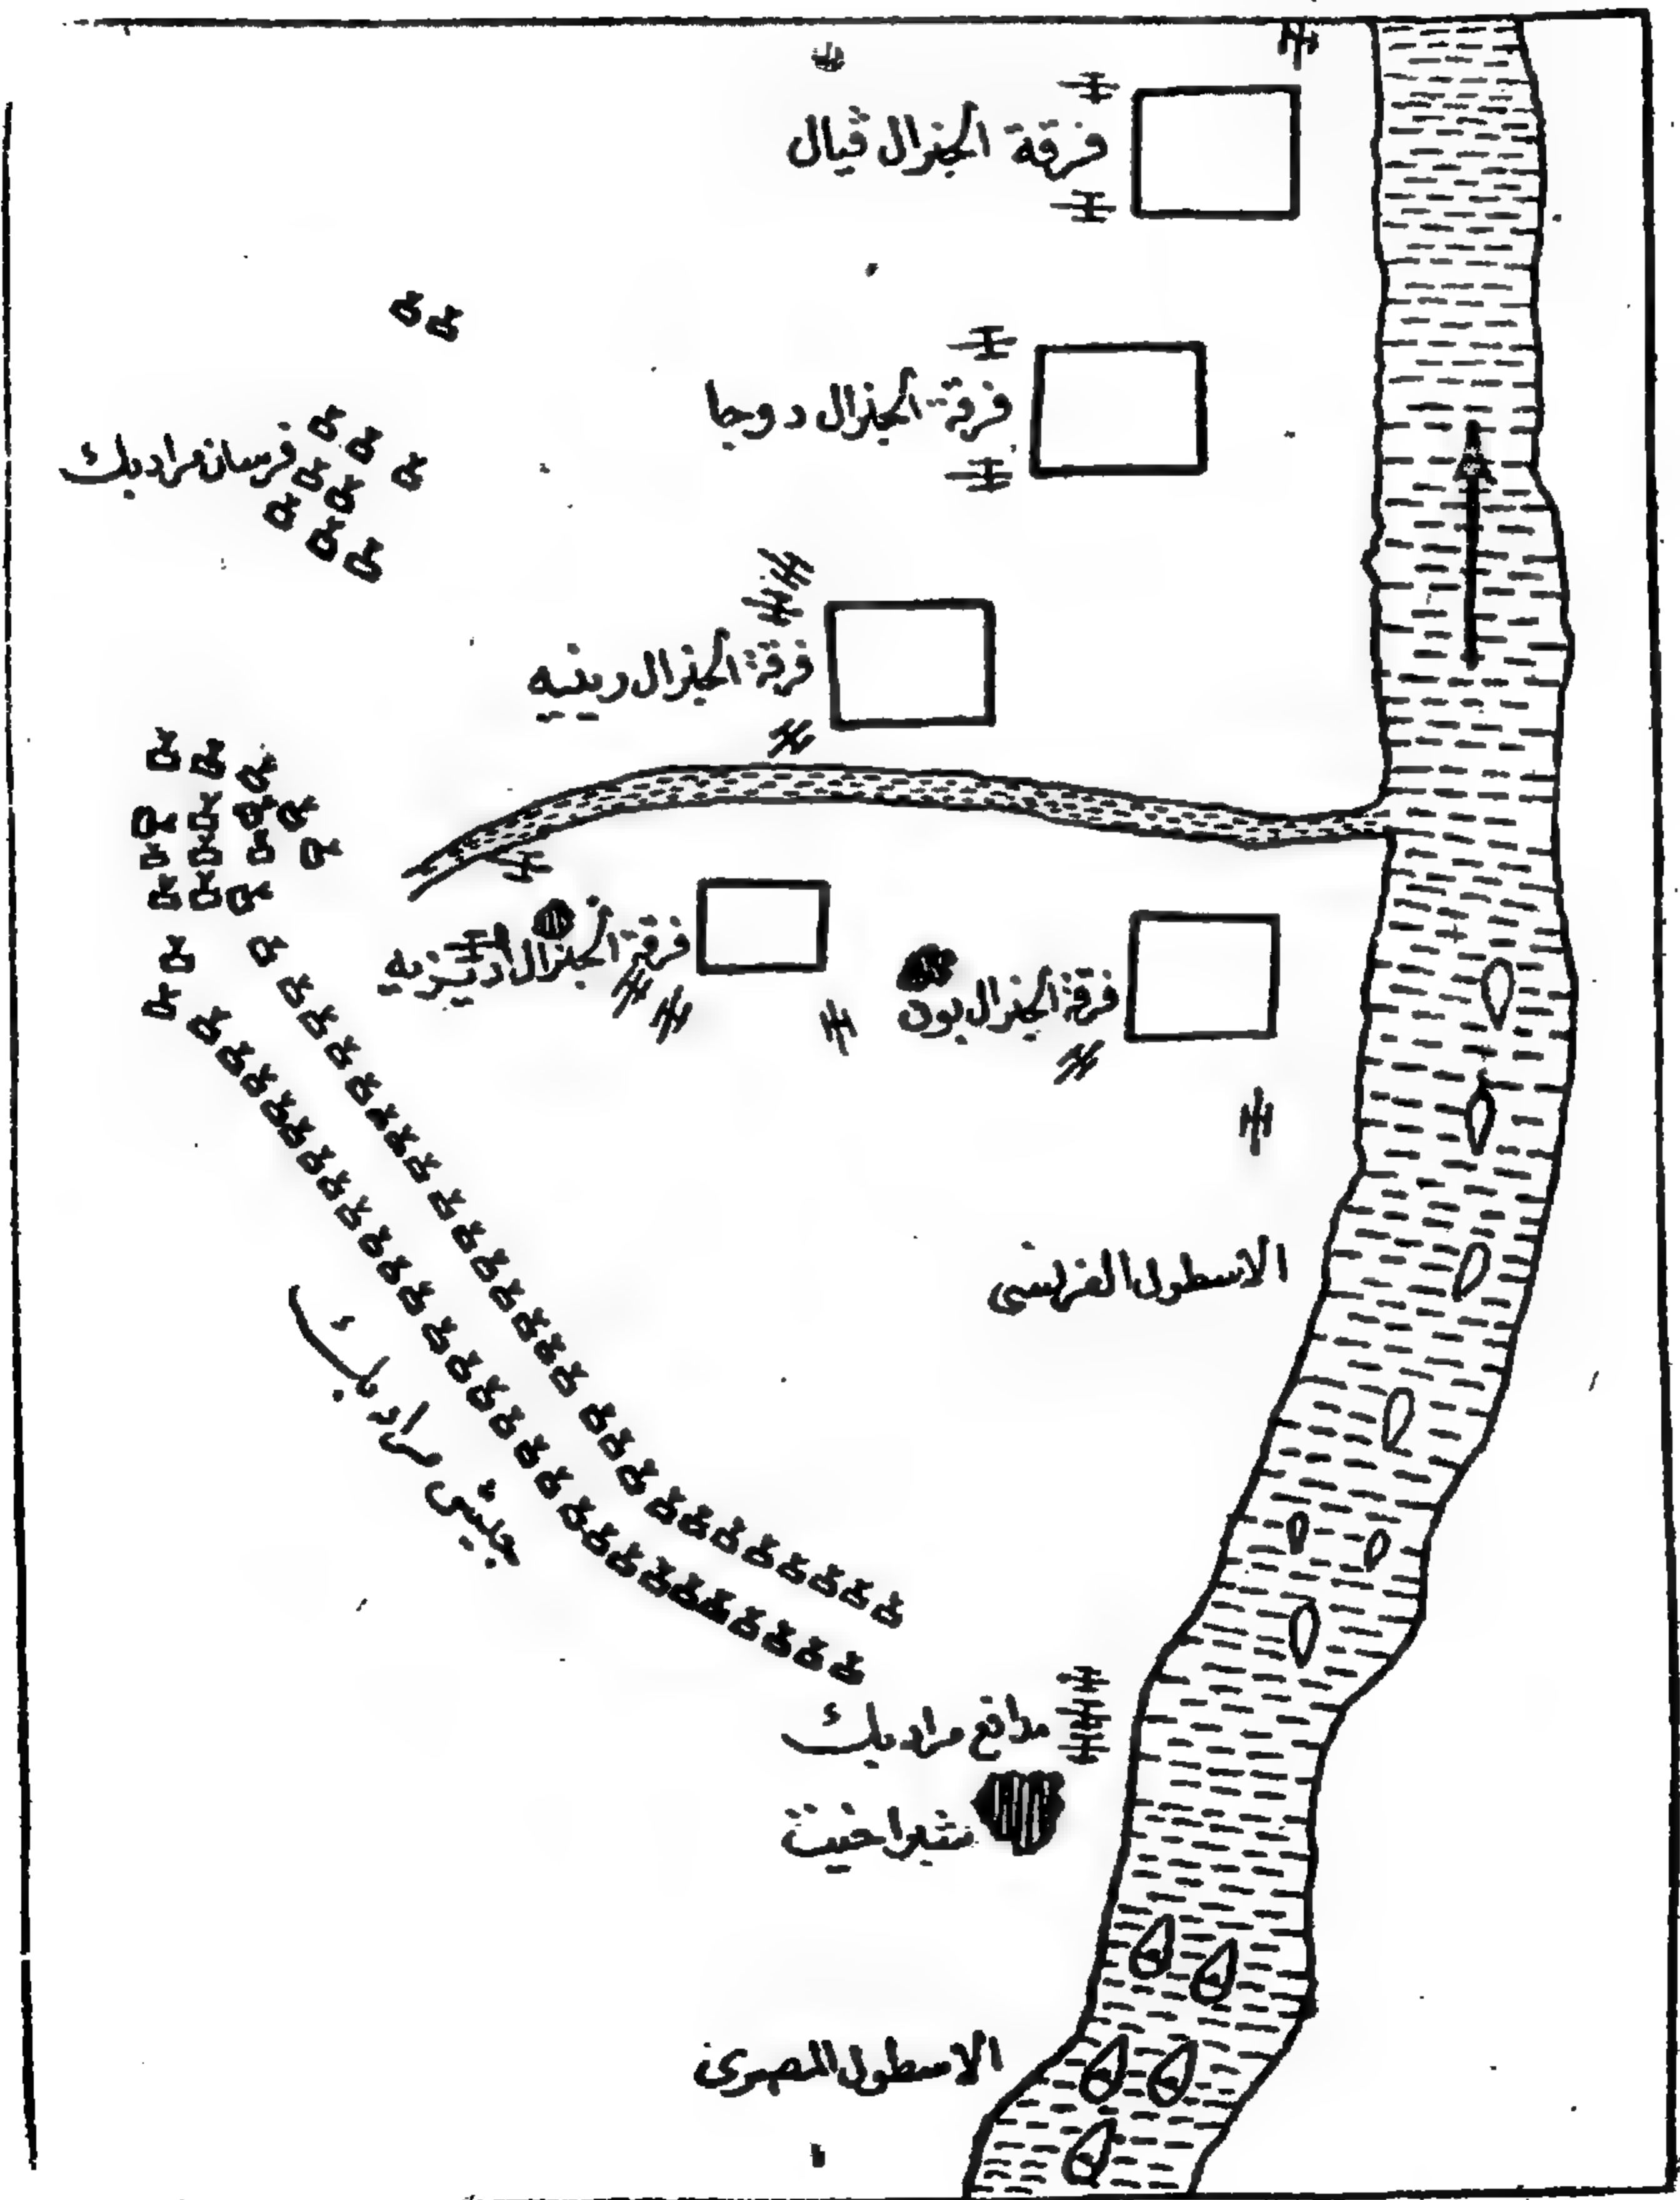 فرقة الجنرال ڤيال
فرقة الجنرال دوجا
فرسان مراد بك
فرقة الجنرال رينيه
فرقة الجنرال ديزيه
فرقة الجنرال بون
الاسطول الفرنسى
جيش مراد بك
مدافع مراد بك
شبراخيت
الاسطول المصرى